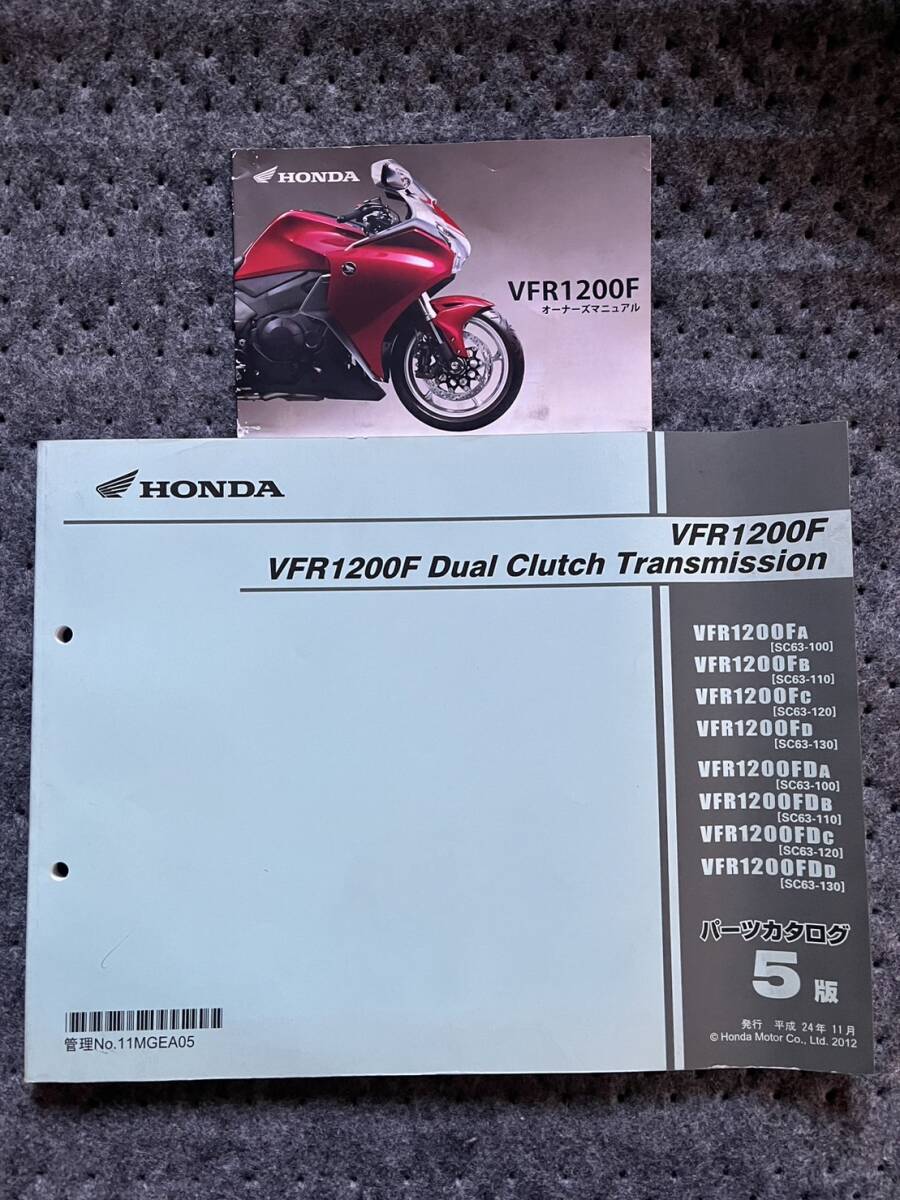 HONDA
VFR1200F
オーナーズマニュアル
HONDA
VFR1200F
VFR1200F Dual Clutch Transmission
VFR1200FA
[SC63-100]
VFR1200FB
[SC63-110]
VFR1200FC
[SC63-120]
VFR1200FD
[SC63-130]
VFR1200FDA
[SC63-100]
VFR1200FDB
[SC63-110]
VFR1200FDC
[SC63-120]
VFR1200FDD
[SC63-130]
パーツカタログ
5版
発行 平成 24年 11月
© Honda Motor Co., Ltd. 2012
管理No.11MGEA05